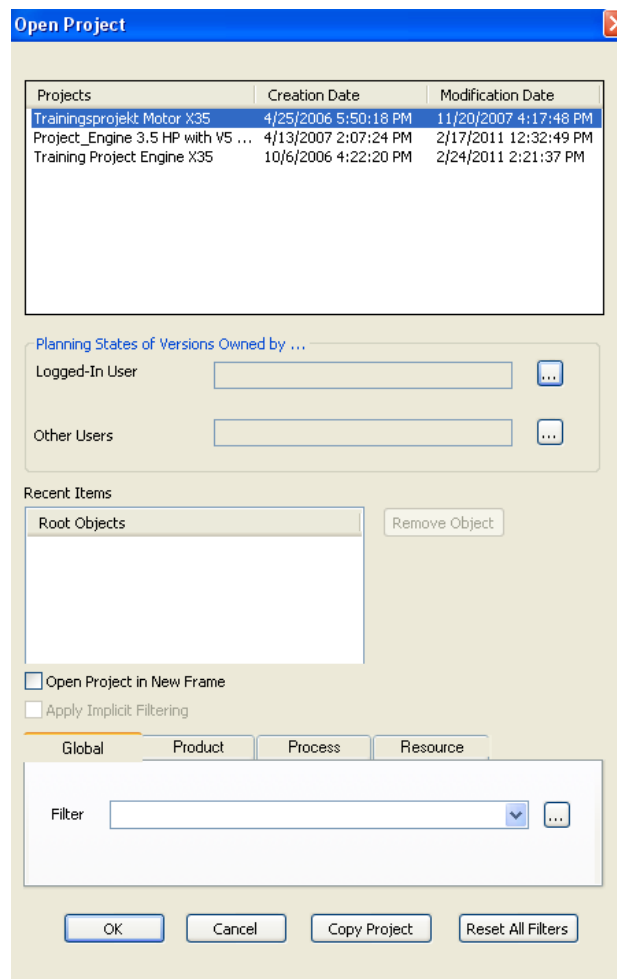 Open Project
Projects Creation Date Modification Date
Trainingsprojekt Motor X35 4/25/2006 5:50:18 PM 11/20/2007 4:17:48 PM
Project_Engine 3.5 HP with V5 ... 4/13/2007 2:07:24 PM 2/17/2011 12:32:49 PM
Training Project Engine X35 10/6/2006 4:22:20 PM 2/24/2011 2:21:37 PM
Planning States of Versions Owned by ...
Logged-In User ...
Other Users ...
Recent Items
Root Objects Remove Object
Open Project in New Frame
Apply Implicit Filtering
Global Product Process Resource
Filter ...
OK Cancel Copy Project Reset All Filters